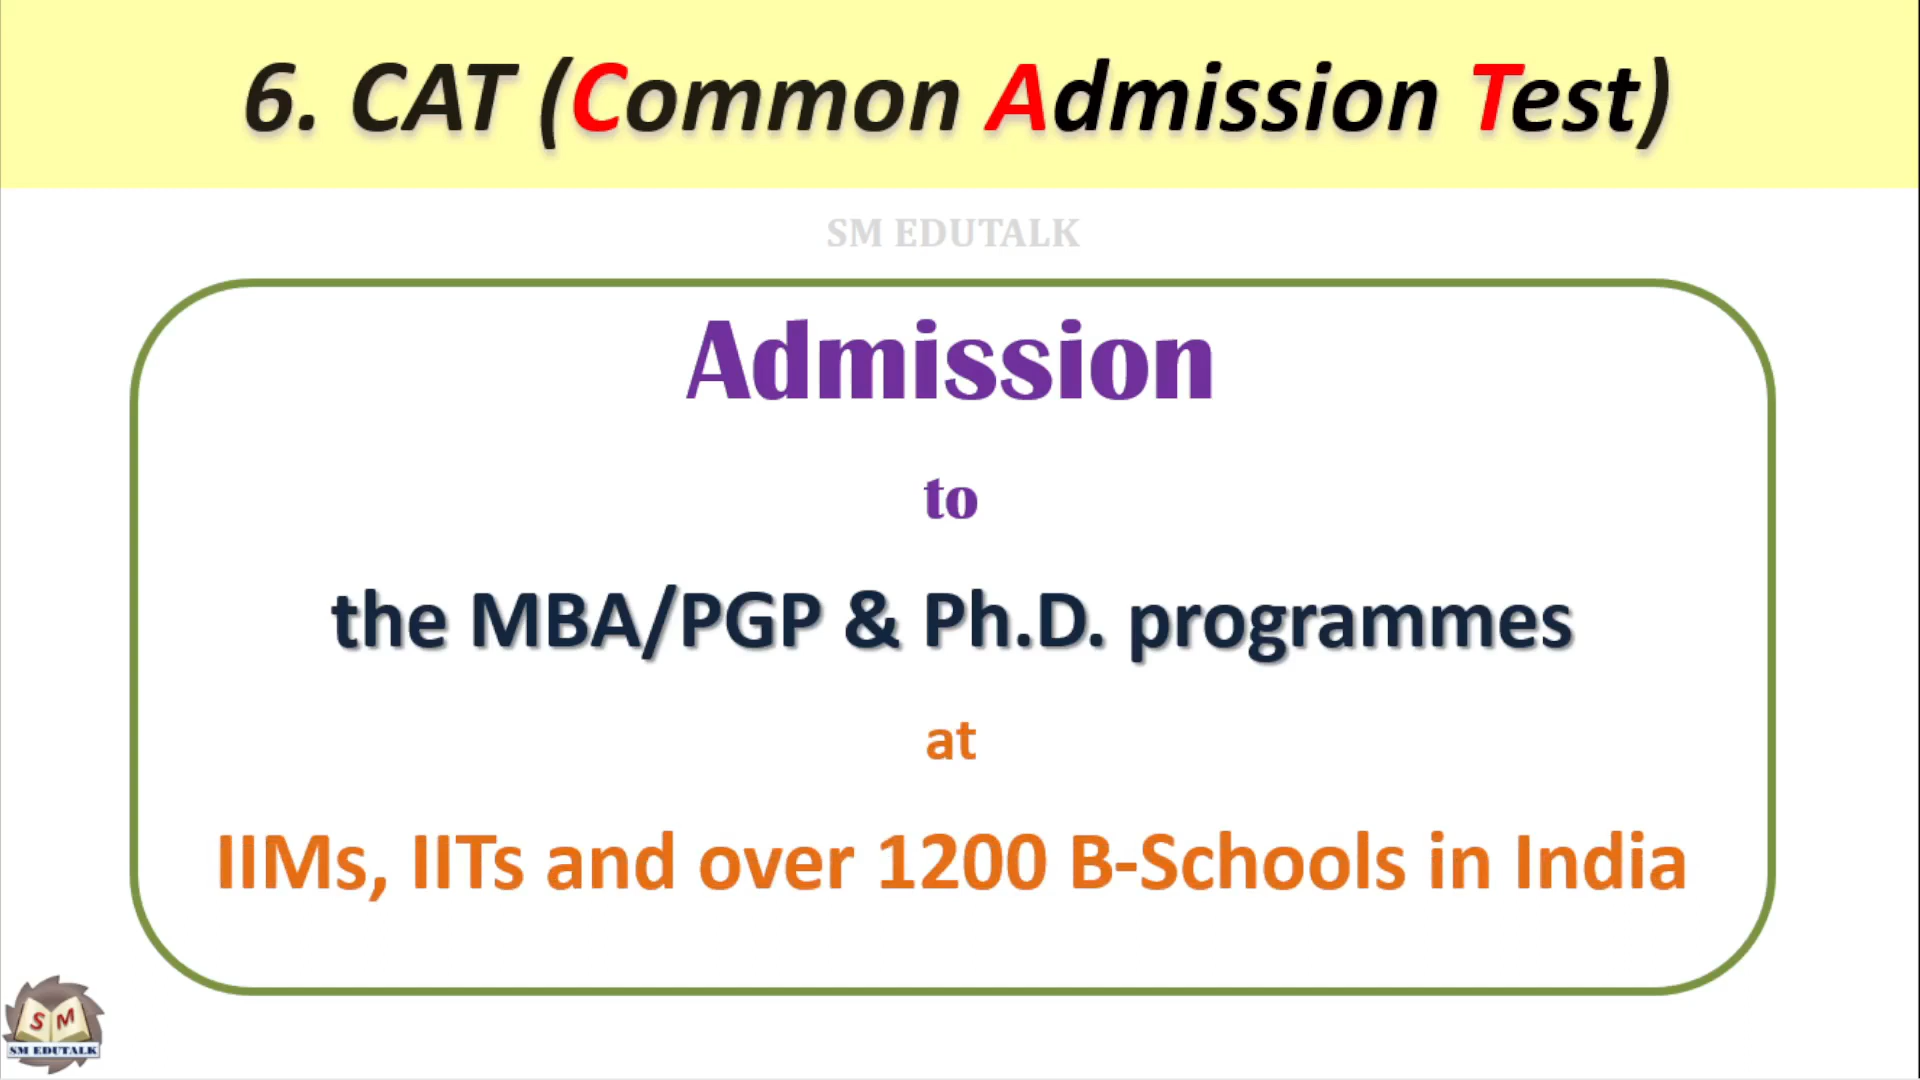 6. CAT (Common Admission Test)
SM EDUTALK
Admission
to
the MBA/PGP & Ph.D. programmes
at
IIMs, IITs and over 1200 B-Schools in India
S M
SM EDUTALK